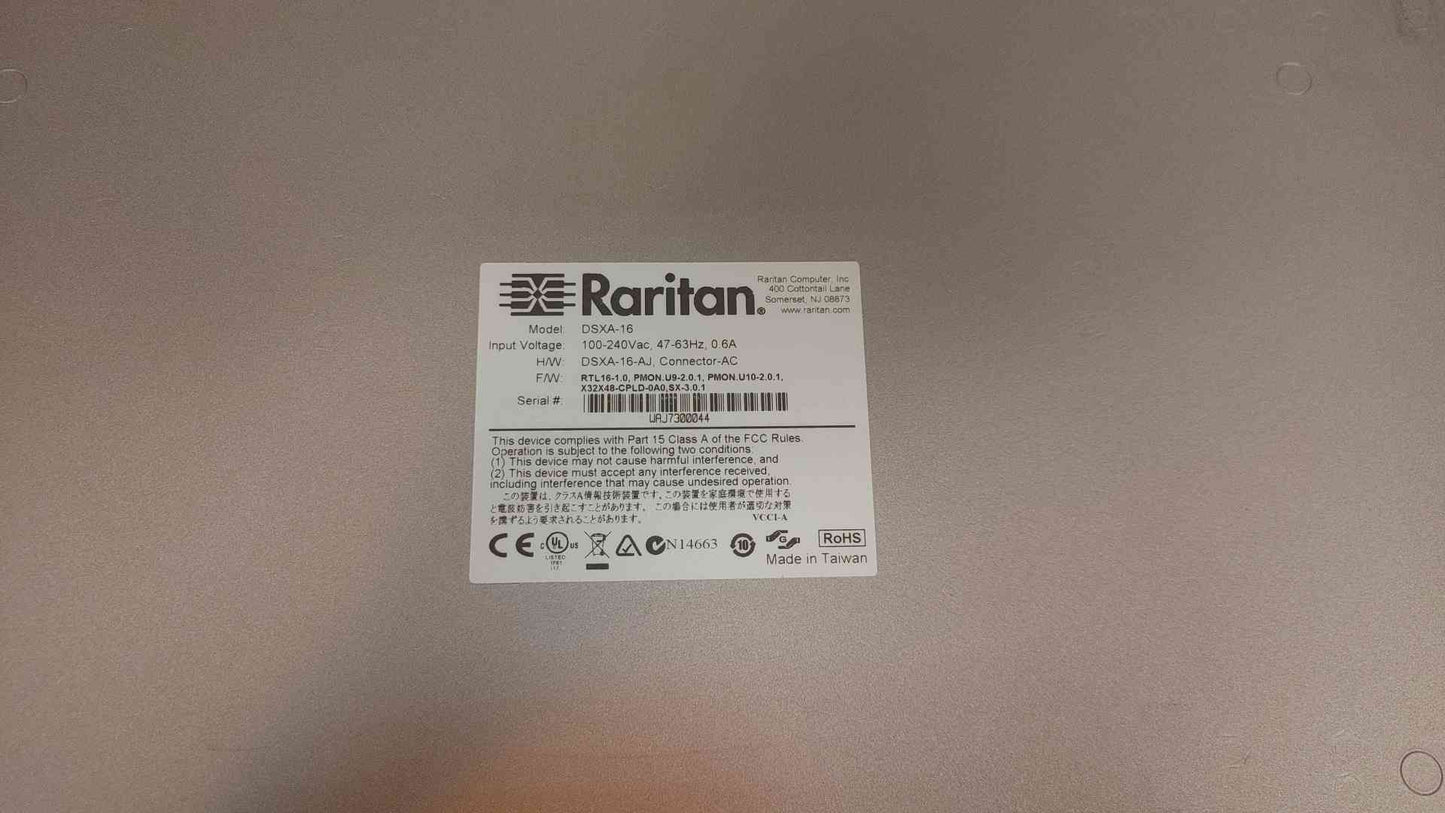 Raritan®
Raritan Computer, Inc
400 Cottontail Lane
Somerset, NJ 08873
www.raritan.com
Model: DSXA-16
Input Voltage: 100-240Vac, 47-63Hz, 0.6A
H/W: DSXA-16-AJ, Connector-AC
F/W: RTL16-1.0, PMON.U9-2.0.1, PMON.U10-2.0.1,
X32X48-CPLD-0A0,SX-3.0.1
Serial #:
WAJ7300044
This device complies with Part 15 Class A of the FCC Rules.
Operation is subject to the following two conditions:
(1) This device may not cause harmful interference, and
(2) This device must accept any interference received,
including interference that may cause undesired operation.
この装置は、クラスA情報技術装置です。この装置を家庭環境で使用する
と電波妨害を引き起こすことがあります。 この場合には使用者が適切な対策
を講ずるよう要求されることがあります。 VCCI-A
CE c UL US LISTED N14663 10 G RoHS
Made in Taiwan